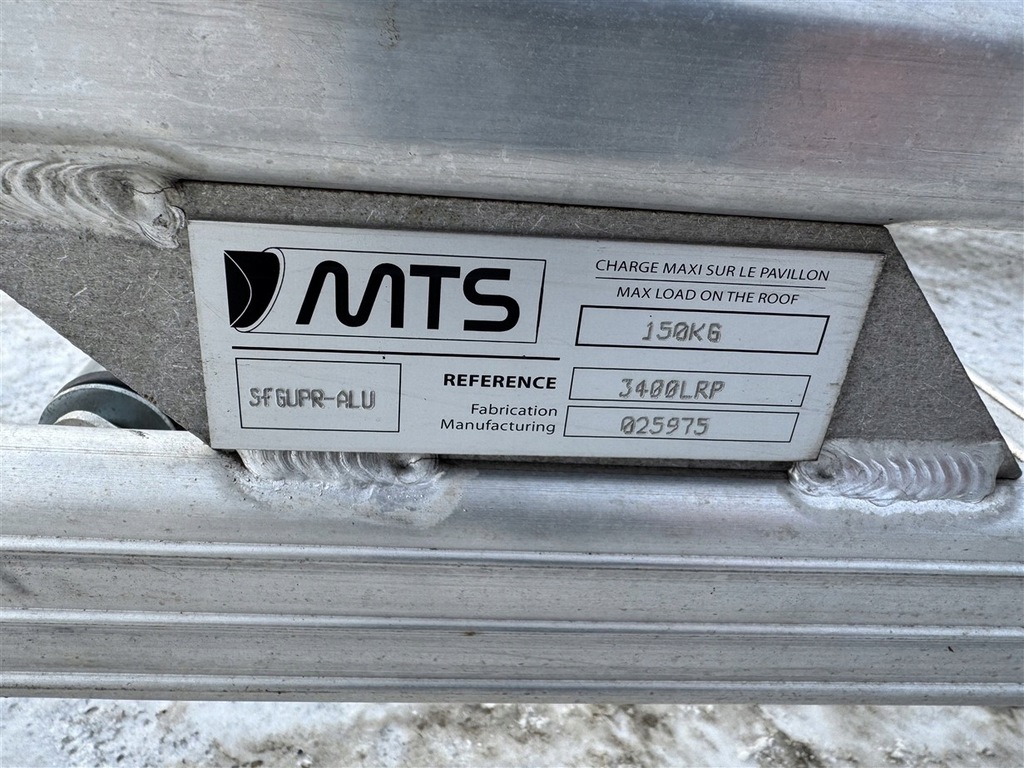 MTS
CHARGE MAXI SUR LE PAVILLON
MAX LOAD ON THE ROOF
150KG
SFGUPR-ALU
REFERENCE
3400LRP
Fabrication
Manufacturing
025975